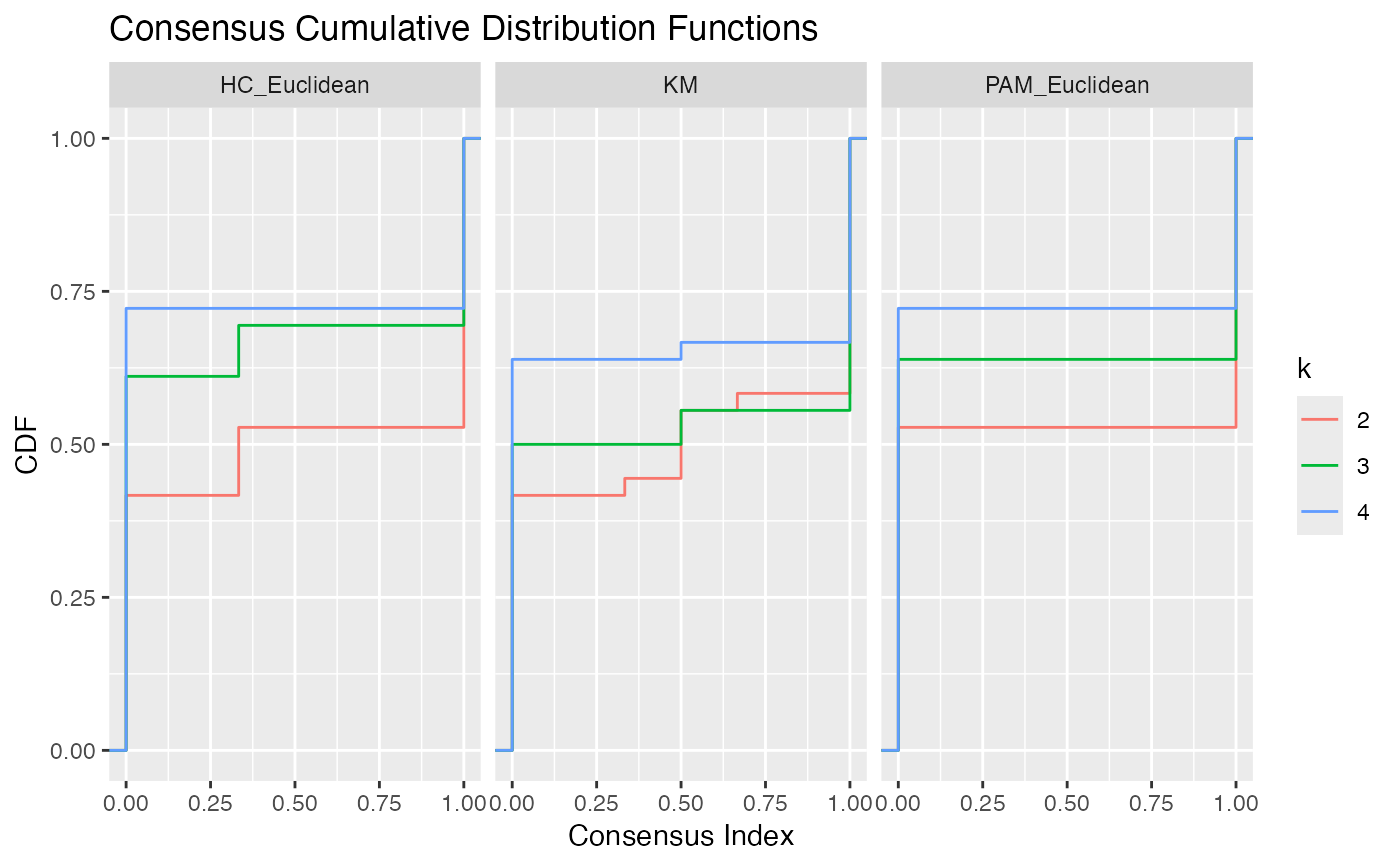 Consensus Cumulative Distribution Functions
HC_Euclidean KM PAM_Euclidean
CDF
1.00
0.75
0.50
0.25
0.00
0.00 0.25 0.50 0.75 1.00 0.00 0.25 0.50 0.75 1.00 0.00 0.25 0.50 0.75 1.00
Consensus Index
k
2
3
4